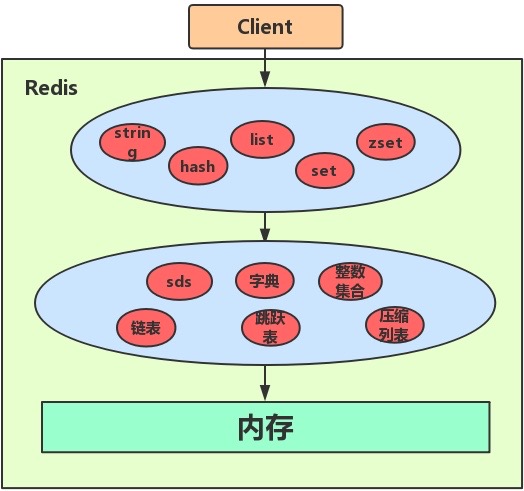 Client
Redis
strin
g
hash
list
set
zset
sds
字典
整数
集合
链表
跳跃
表
压缩
列表
内存